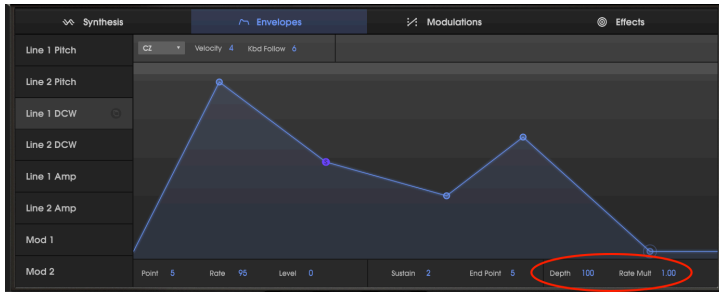 Synthesis Envelopes Modulations Effects
Line 1 Pitch CZ Velocity 4 Kbd Follow 6
Line 2 Pitch
Line 1 DCW
Line 2 DCW
Line 1 Amp
Line 2 Amp
Mod 1
Mod 2 Point 5 Rate 95 Level 0 Sustain 2 End Point 5 Depth 100 Rate Mult 1.00